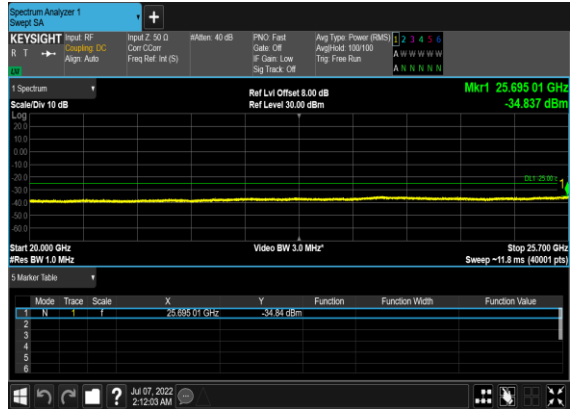 Spectrum Analyzer 1
Swept SA
+
KEYSIGHT Input: RF Input Z: 50 Ω #Atten: 40 dB PNO: Fast Avg Type: Power (RMS) 1 2 3 4 5 6
R T Coupling: DC Corr CCorr Gate: Off Avg|Hold: 100/100 A W W W W W
Align: Auto Freq Ref: Int (S) IF Gain: Low Trig: Free Run
Sig Track: Off A N N N N N
1 Spectrum Ref Lvl Offset 8.00 dB Mkr1 25.695 01 GHz
Scale/Div 10 dB Ref Level 30.00 dBm -34.837 dBm
Log
20.0
10.0
0.00
-10.0
-20.0
DL1 -25.00
1
-30.0
-40.0
-50.0
-60.0
Start 20.000 GHz Video BW 3.0 MHz* Stop 25.700 GHz
#Res BW 1.0 MHz Sweep ~11.8 ms (40001 pts)
5 Marker Table
Mode Trace Scale X Y Function Function Width Function Value
1 N 1 f 25.695 01 GHz -34.84 dBm
2
3
4
5
6
? Jul 07, 2022
2:12:03 AM